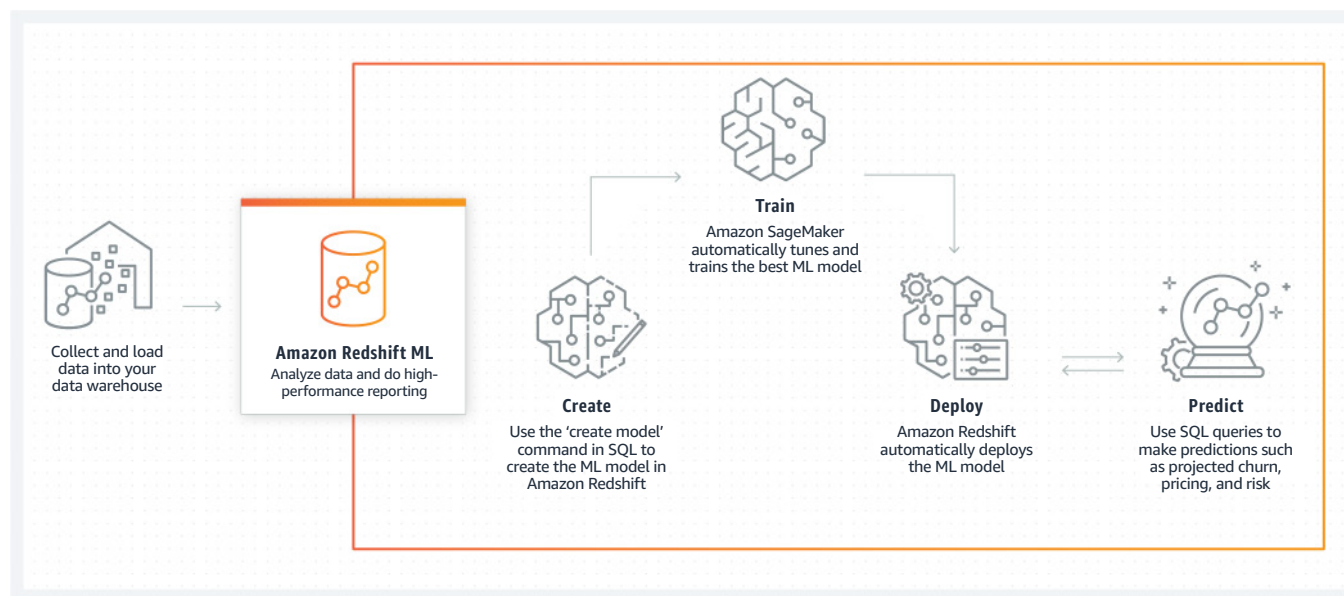 Collect and load
data into your
data warehouse
Amazon Redshift ML
Analyze data and do high-
performance reporting
Create
Use the ‘create model’
command in SQL to
create the ML model in
Amazon Redshift
Train
Amazon SageMaker
automatically tunes and
trains the best ML model
Deploy
Amazon Redshift
automatically deploys
the ML model
Predict
Use SQL queries to
make predictions such
as projected churn,
pricing, and risk